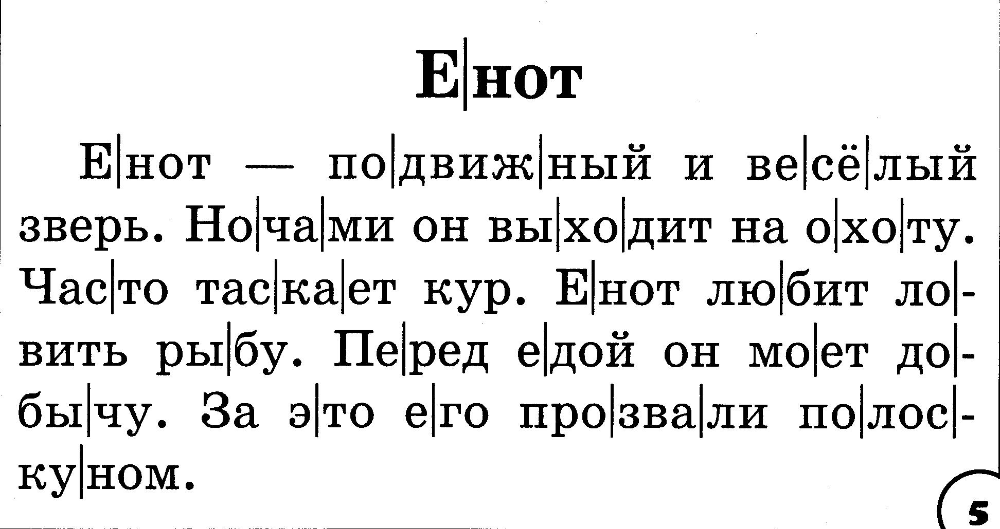 Е|нот
Е|нот — по|движ|ный и ве|сё|лый
зверь. Но|ча|ми он вы|хо|дит на о|хо|ту.
Час|то тас|ка|ет кур. Е|нот лю|бит ло|-
вить ры|бу. Пе|ред е|дой он мо|ет до|-
бы|чу. За э|то е|го про|зва|ли по|лос|-
ку|ном.
5